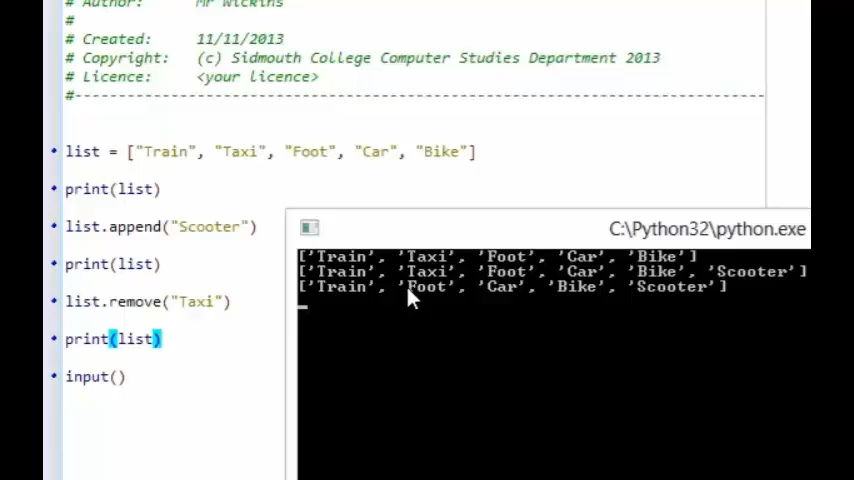 # Author:     Mr Wickins
#
# Created:     11/11/2013
# Copyright:   (c) Sidmouth College Computer Studies Department 2013
# Licence:     <your licence>
#-------------------------------------------------------------------------------
list = ["Train", "Taxi", "Foot", "Car", "Bike"]
print(list)
list.append("Scooter")
print(list)
list.remove("Taxi")
print(list)
input()
C:\Python32\python.exe
['Train', 'Taxi', 'Foot', 'Car', 'Bike']
['Train', 'Taxi', 'Foot', 'Car', 'Bike', 'Scooter']
['Train', 'Foot', 'Car', 'Bike', 'Scooter']